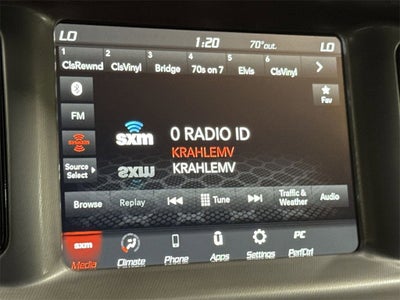 LO 1:20 70°out. LO
1 2 3 4 5 6
ClsRewnd ClsVinyl Bridge 70s on 7 Elvis ClsVinyl
Fav
FM
sxm
0 RADIO ID
KRAHLEMV
KRAHLEMV
Source
Select
Browse Replay Tune Traffic &
Weather Audio
sxm PC
Media Climate Phone Apps Settings PerfCtrl